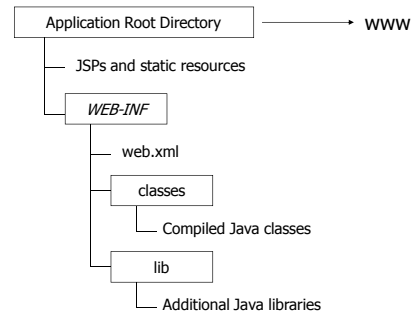 Application Root Directory
www
JSPs and static resources
WEB-INF
web.xml
classes
Compiled Java classes
lib
Additional Java libraries